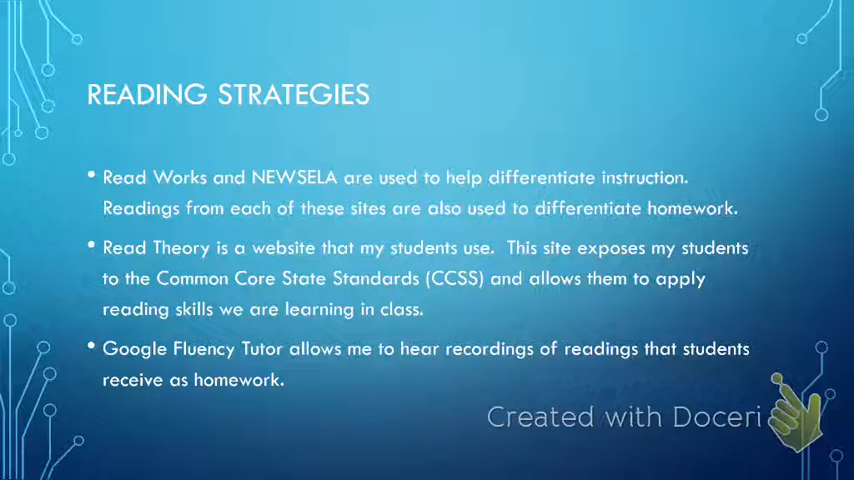 READING STRATEGIES
• Read Works and NEWSELA are used to help differentiate instruction.
Readings from each of these sites are also used to differentiate homework.
• Read Theory is a website that my students use. This site exposes my students
to the Common Core State Standards (CCSS) and allows them to apply
reading skills we are learning in class.
• Google Fluency Tutor allows me to hear recordings of readings that students
receive as homework.
Created with Doceri